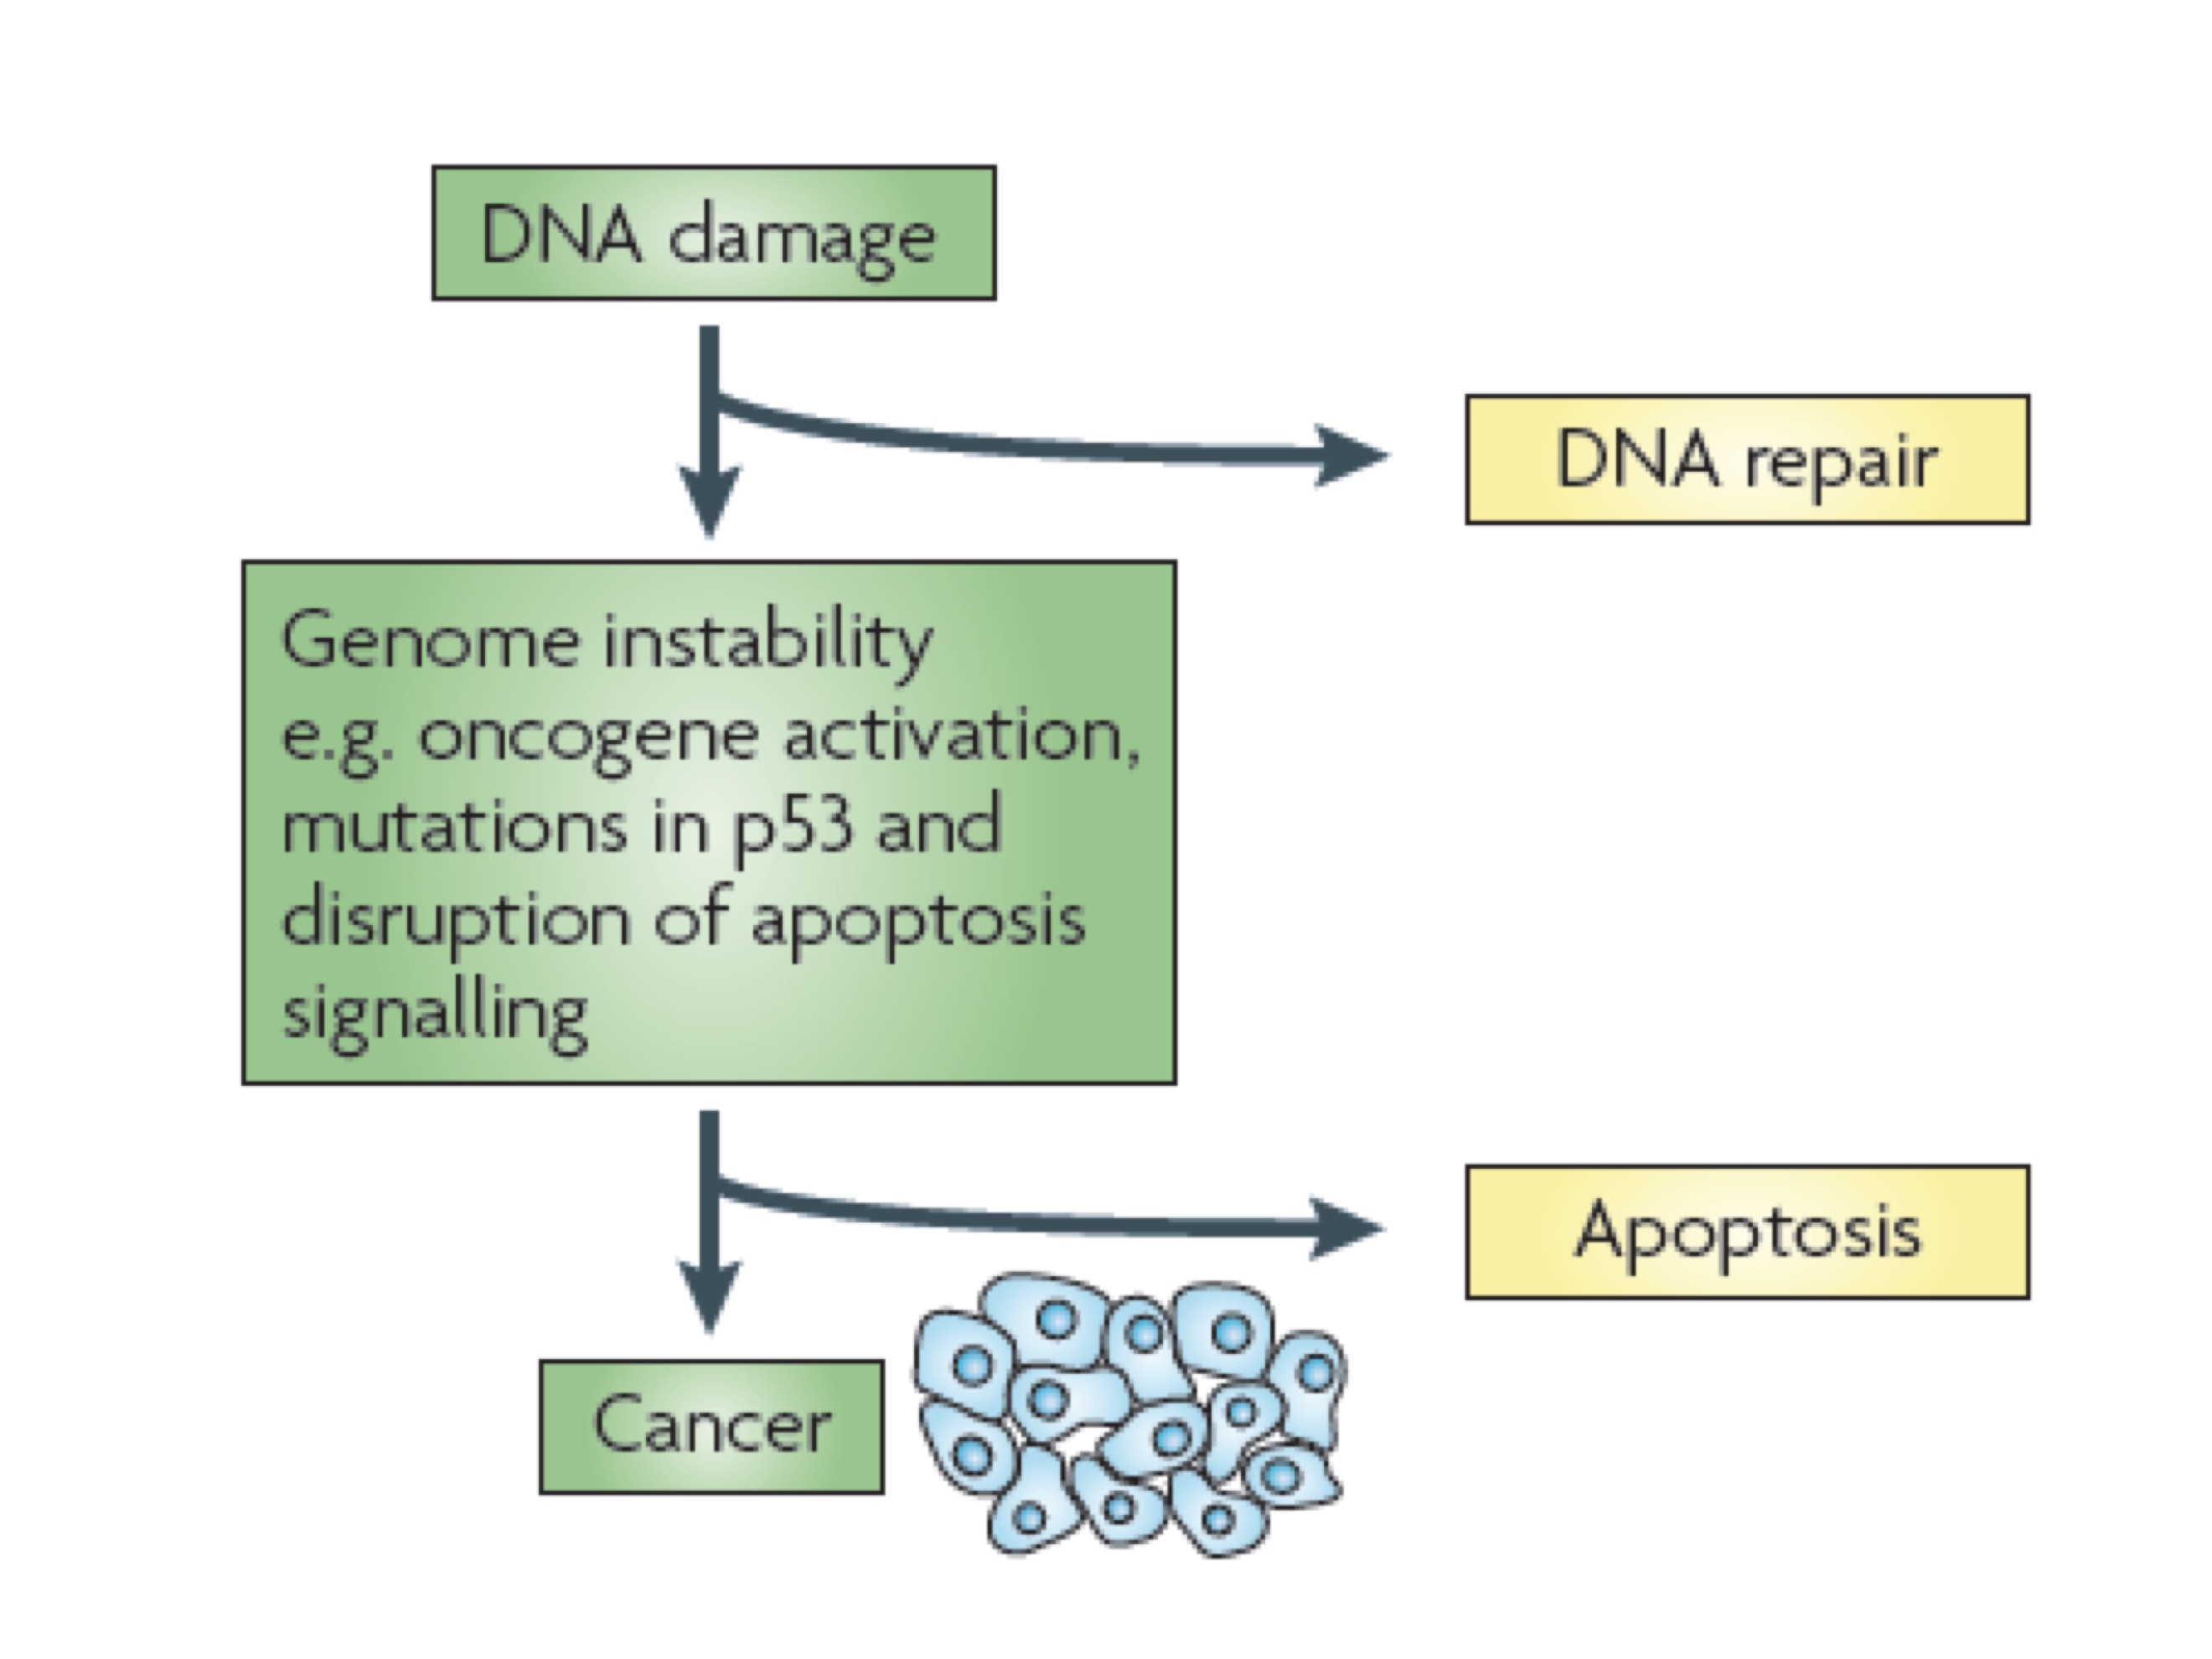 DNA damage
DNA repair
Genome instability
e.g. oncogene activation,
mutations in p53 and
disruption of apoptosis
signalling
Apoptosis
Cancer